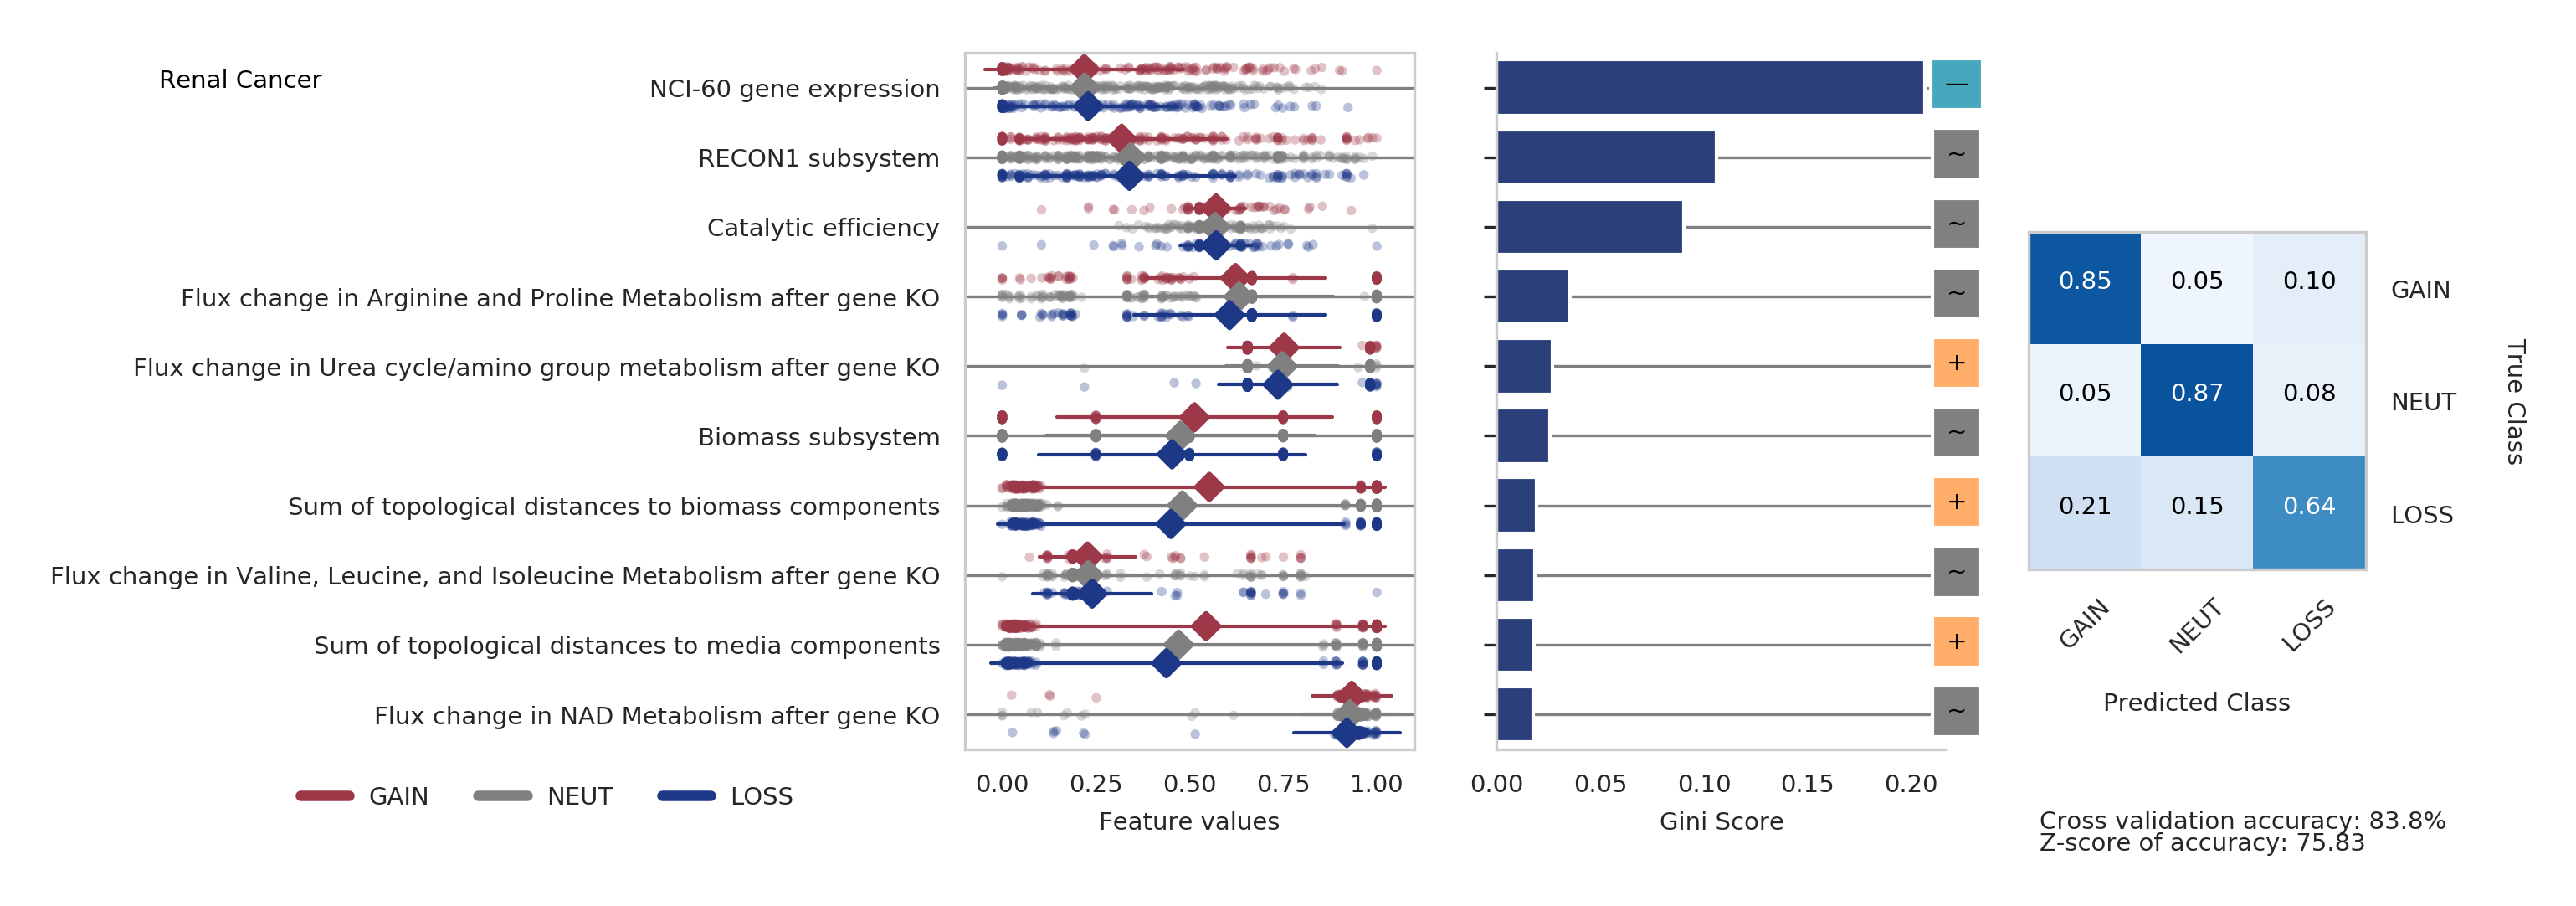 Renal Cancer
NCI-60 gene expression
RECON1 subsystem
Catalytic efficiency
Flux change in Arginine and Proline Metabolism after gene KO
Flux change in Urea cycle/amino group metabolism after gene KO
Biomass subsystem
Sum of topological distances to biomass components
Flux change in Valine, Leucine, and Isoleucine Metabolism after gene KO
Sum of topological distances to media components
Flux change in NAD Metabolism after gene KO
GAIN NEUT LOSS
0.00 0.25 0.50 0.75 1.00
Feature values
—
~
~
~
+
~
+
~
+
~
0.00 0.05 0.10 0.15 0.20
Gini Score
0.85 0.05 0.10 GAIN
0.05 0.87 0.08 NEUT
0.21 0.15 0.64 LOSS
True Class
GAIN NEUT LOSS
Predicted Class
Cross validation accuracy: 83.8%
Z-score of accuracy: 75.83